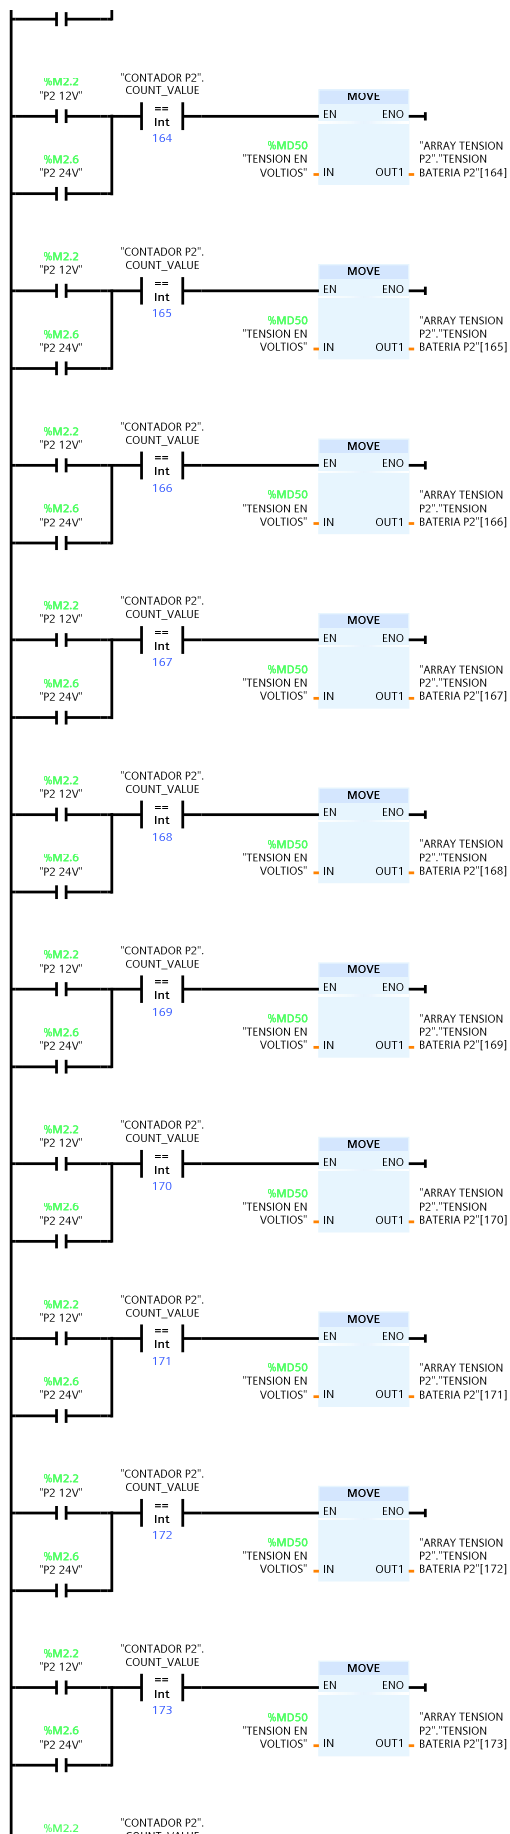 %M2.2
"P2 12V"
"CONTADOR P2".
COUNT_VALUE
==
Int
164
MOVE
EN ENO
%M2.6
"P2 24V"
%MD50
"TENSION EN
VOLTIOS"
IN OUT1
"ARRAY TENSION
P2"."TENSION
BATERIA P2"[164]
%M2.2
"P2 12V"
"CONTADOR P2".
COUNT_VALUE
==
Int
165
MOVE
EN ENO
%M2.6
"P2 24V"
%MD50
"TENSION EN
VOLTIOS"
IN OUT1
"ARRAY TENSION
P2"."TENSION
BATERIA P2"[165]
%M2.2
"P2 12V"
"CONTADOR P2".
COUNT_VALUE
==
Int
166
MOVE
EN ENO
%M2.6
"P2 24V"
%MD50
"TENSION EN
VOLTIOS"
IN OUT1
"ARRAY TENSION
P2"."TENSION
BATERIA P2"[166]
%M2.2
"P2 12V"
"CONTADOR P2".
COUNT_VALUE
==
Int
167
MOVE
EN ENO
%M2.6
"P2 24V"
%MD50
"TENSION EN
VOLTIOS"
IN OUT1
"ARRAY TENSION
P2"."TENSION
BATERIA P2"[167]
%M2.2
"P2 12V"
"CONTADOR P2".
COUNT_VALUE
==
Int
168
MOVE
EN ENO
%M2.6
"P2 24V"
%MD50
"TENSION EN
VOLTIOS"
IN OUT1
"ARRAY TENSION
P2"."TENSION
BATERIA P2"[168]
%M2.2
"P2 12V"
"CONTADOR P2".
COUNT_VALUE
==
Int
169
MOVE
EN ENO
%M2.6
"P2 24V"
%MD50
"TENSION EN
VOLTIOS"
IN OUT1
"ARRAY TENSION
P2"."TENSION
BATERIA P2"[169]
%M2.2
"P2 12V"
"CONTADOR P2".
COUNT_VALUE
==
Int
170
MOVE
EN ENO
%M2.6
"P2 24V"
%MD50
"TENSION EN
VOLTIOS"
IN OUT1
"ARRAY TENSION
P2"."TENSION
BATERIA P2"[170]
%M2.2
"P2 12V"
"CONTADOR P2".
COUNT_VALUE
==
Int
171
MOVE
EN ENO
%M2.6
"P2 24V"
%MD50
"TENSION EN
VOLTIOS"
IN OUT1
"ARRAY TENSION
P2"."TENSION
BATERIA P2"[171]
%M2.2
"P2 12V"
"CONTADOR P2".
COUNT_VALUE
==
Int
172
MOVE
EN ENO
%M2.6
"P2 24V"
%MD50
"TENSION EN
VOLTIOS"
IN OUT1
"ARRAY TENSION
P2"."TENSION
BATERIA P2"[172]
%M2.2
"P2 12V"
"CONTADOR P2".
COUNT_VALUE
==
Int
173
MOVE
EN ENO
%M2.6
"P2 24V"
%MD50
"TENSION EN
VOLTIOS"
IN OUT1
"ARRAY TENSION
P2"."TENSION
BATERIA P2"[173]
%M2.2
"CONTADOR P2".